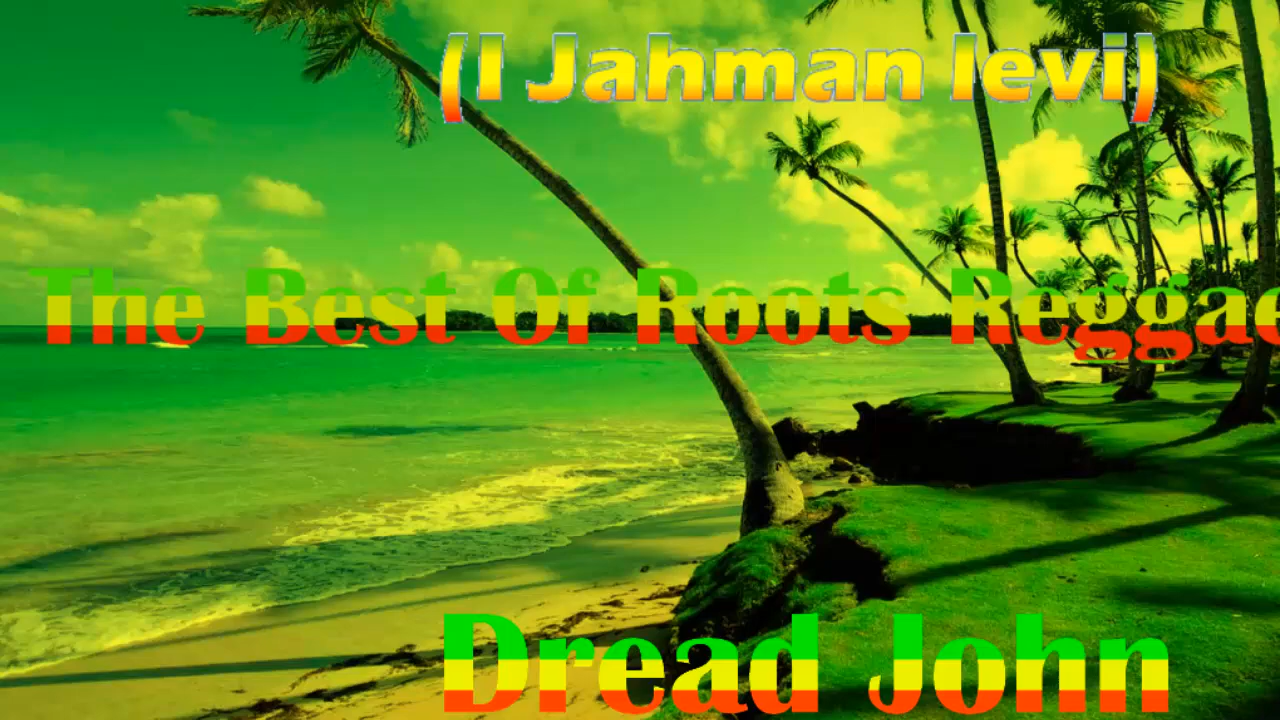 (I Jahman levi)
The Best Of Roots Reggae
Dread John